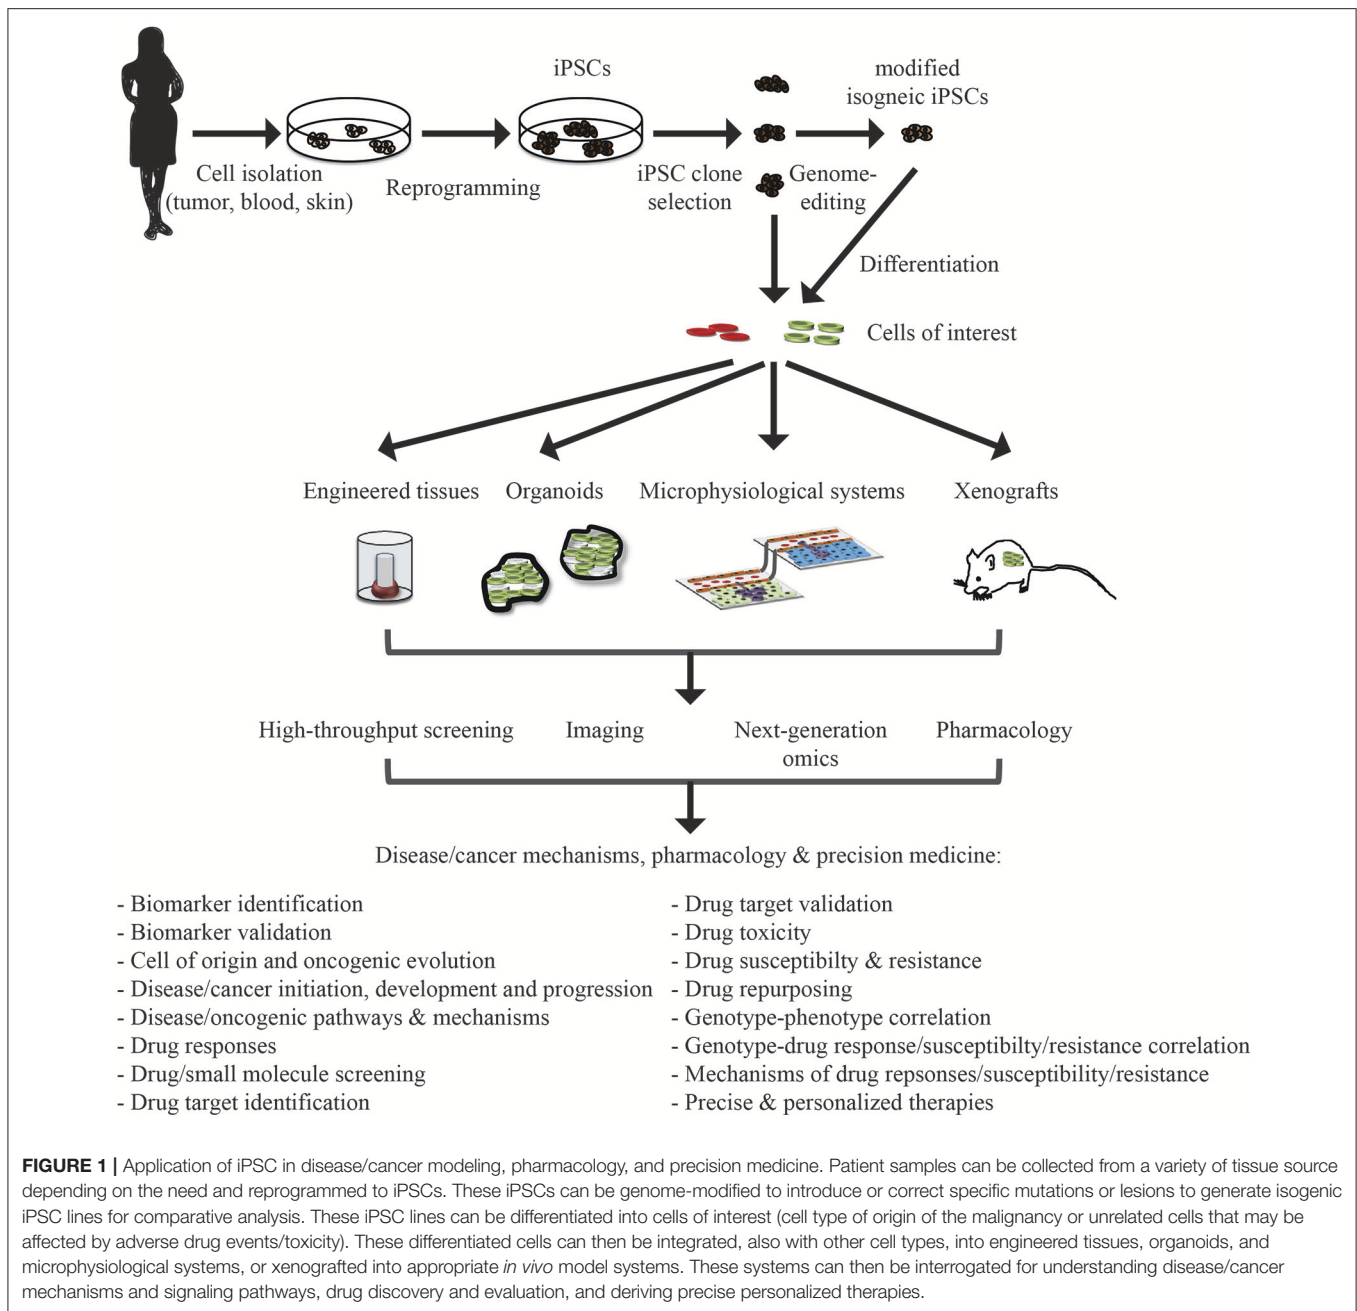 iPSCs
modified
isogneic iPSCs
Cell isolation
(tumor, blood, skin)
Reprogramming
iPSC clone
selection
Genome-
editing
Differentiation
Cells of interest
Engineered tissues
Organoids
Microphysiological systems
Xenografts
High-throughput screening
Imaging
Next-generation
omics
Pharmacology
Disease/cancer mechanisms, pharmacology & precision medicine:
- Biomarker identification
- Biomarker validation
- Cell of origin and oncogenic evolution
- Disease/cancer initiation, development and progression
- Disease/oncogenic pathways & mechanisms
- Drug responses
- Drug/small molecule screening
- Drug target identification
- Drug target validation
- Drug toxicity
- Drug susceptibilty & resistance
- Drug repurposing
- Genotype-phenotype correlation
- Genotype-drug response/susceptibilty/resistance correlation
- Mechanisms of drug repsonses/susceptibility/resistance
- Precise & personalized therapies
FIGURE 1 | Application of iPSC in disease/cancer modeling, pharmacology, and precision medicine. Patient samples can be collected from a variety of tissue source
depending on the need and reprogrammed to iPSCs. These iPSCs can be genome-modified to introduce or correct specific mutations or lesions to generate isogenic
iPSC lines for comparative analysis. These iPSC lines can be differentiated into cells of interest (cell type of origin of the malignancy or unrelated cells that may be
affected by adverse drug events/toxicity). These differentiated cells can then be integrated, also with other cell types, into engineered tissues, organoids, and
microphysiological systems, or xenografted into appropriate in vivo model systems. These systems can then be interrogated for understanding disease/cancer
mechanisms and signaling pathways, drug discovery and evaluation, and deriving precise personalized therapies.